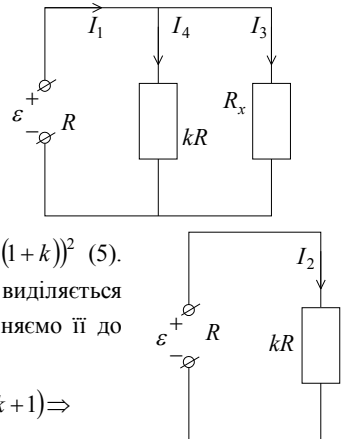 I₁ I₄ I₃
ε + − R kR Rₓ
(1 + k))² (5).
виділяється
няємо її до
k + 1) ⇒
I₂
ε + − R kR